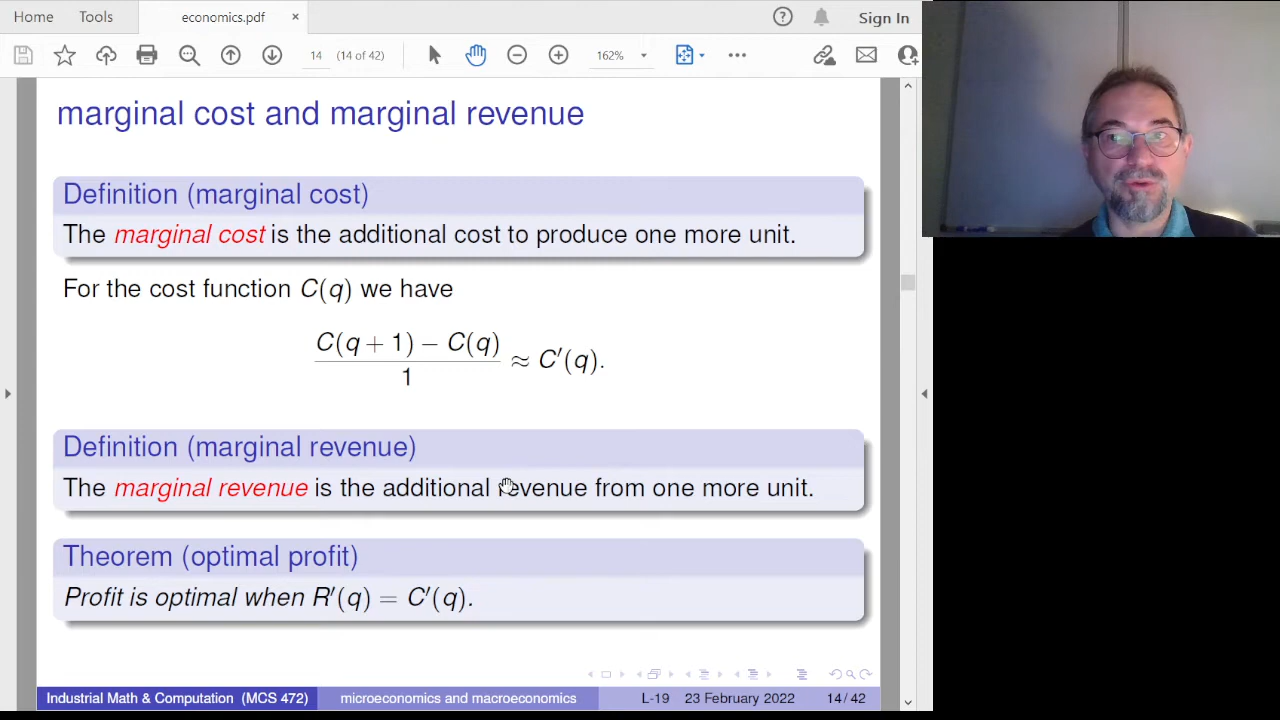 Home Tools economics.pdf × Sign In
14 (14 of 42) 162%
marginal cost and marginal revenue
Definition (marginal cost)
The marginal cost is the additional cost to produce one more unit.
For the cost function C(q) we have
C(q + 1) − C(q)
1
≈ C′(q).
Definition (marginal revenue)
The marginal revenue is the additional revenue from one more unit.
Theorem (optimal profit)
Profit is optimal when R′(q) = C′(q).
Industrial Math & Computation (MCS 472) microeconomics and macroeconomics L-19 23 February 2022 14 / 42